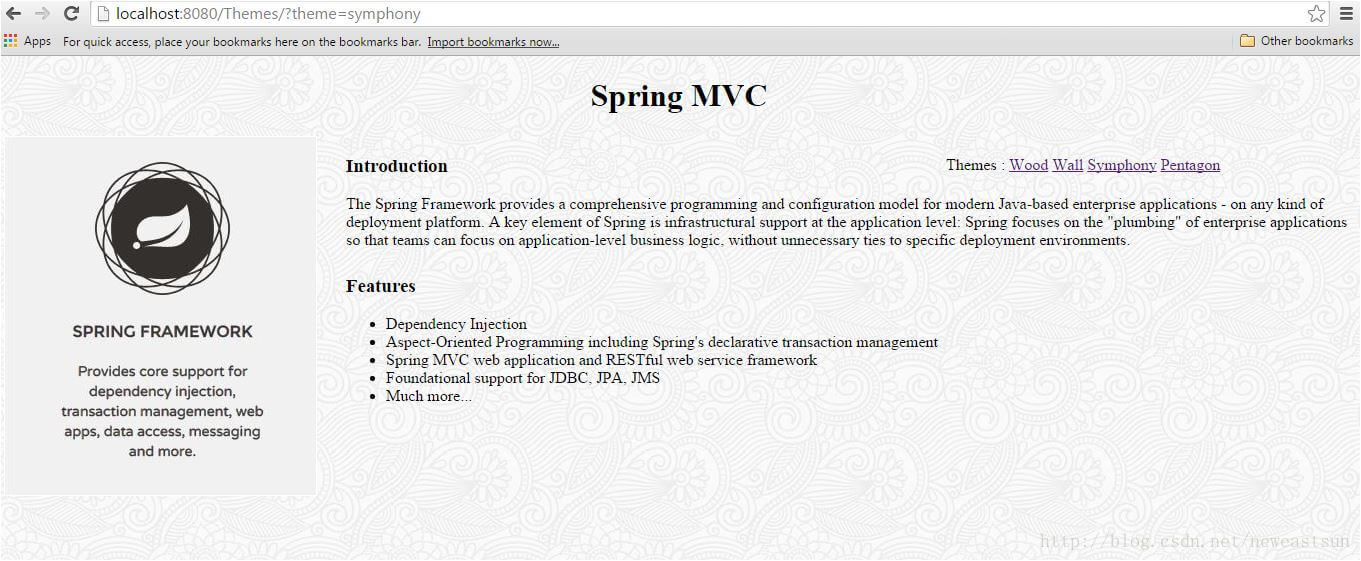 localhost:8080/Themes/?theme=symphony
Apps For quick access, place your bookmarks here on the bookmarks bar. Import bookmarks now... Other bookmarks
Spring MVC
SPRING FRAMEWORK
Provides core support for
dependency injection,
transaction management, web
apps, data access, messaging
and more.
Introduction
Themes : Wood Wall Symphony Pentagon
The Spring Framework provides a comprehensive programming and configuration model for modern Java-based enterprise applications - on any kind of
deployment platform. A key element of Spring is infrastructural support at the application level: Spring focuses on the "plumbing" of enterprise applications
so that teams can focus on application-level business logic, without unnecessary ties to specific deployment environments.
Features
• Dependency Injection
• Aspect-Oriented Programming including Spring's declarative transaction management
• Spring MVC web application and RESTful web service framework
• Foundational support for JDBC, JPA, JMS
• Much more...
http://blog.csdn.net/neweastsun